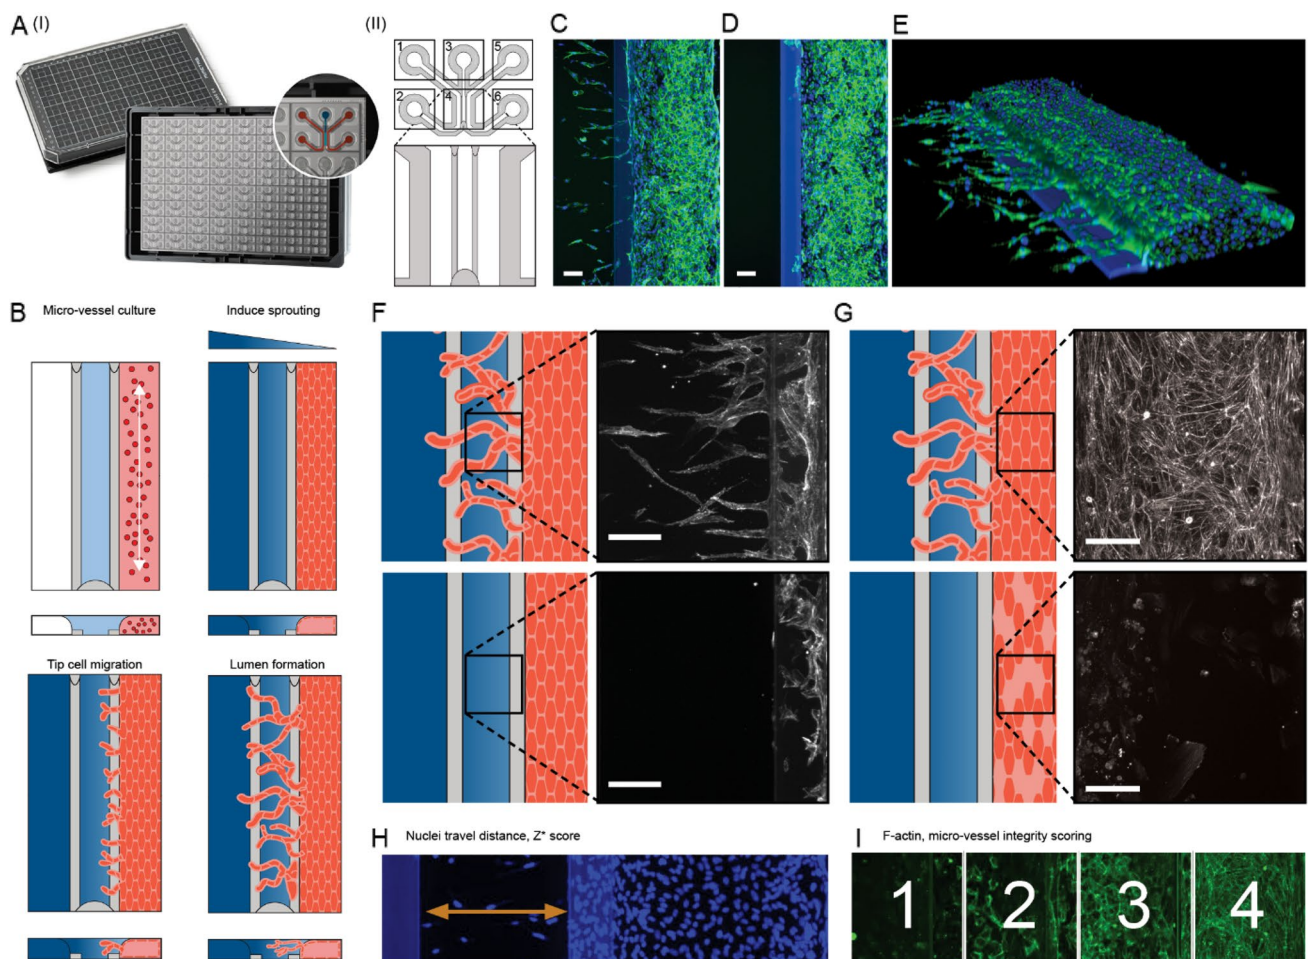 A (I)
(II)
1
3
5
2
4
6
C
D
E
B
Micro-vessel culture
Induce sprouting
Tip cell migration
Lumen formation
F
G
H
Nuclei travel distance, Z* score
I
F-actin, micro-vessel integrity scoring
1
2
3
4